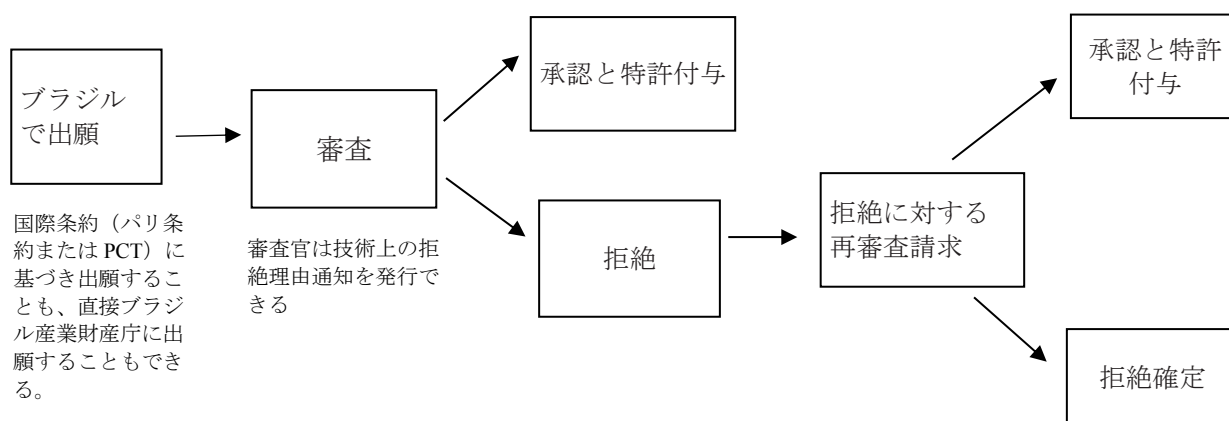 ブラジル
で出願
国際条約（パリ条
約または PCT）に
基づき出願するこ
とも、直接ブラジ
ル産業財産庁に出
願することもでき
る。
審査
審査官は技術上の拒
絶理由通知を発行で
きる
承認と特許付与
拒絶
拒絶に対する
再審査請求
承認と特許
付与
拒絶確定